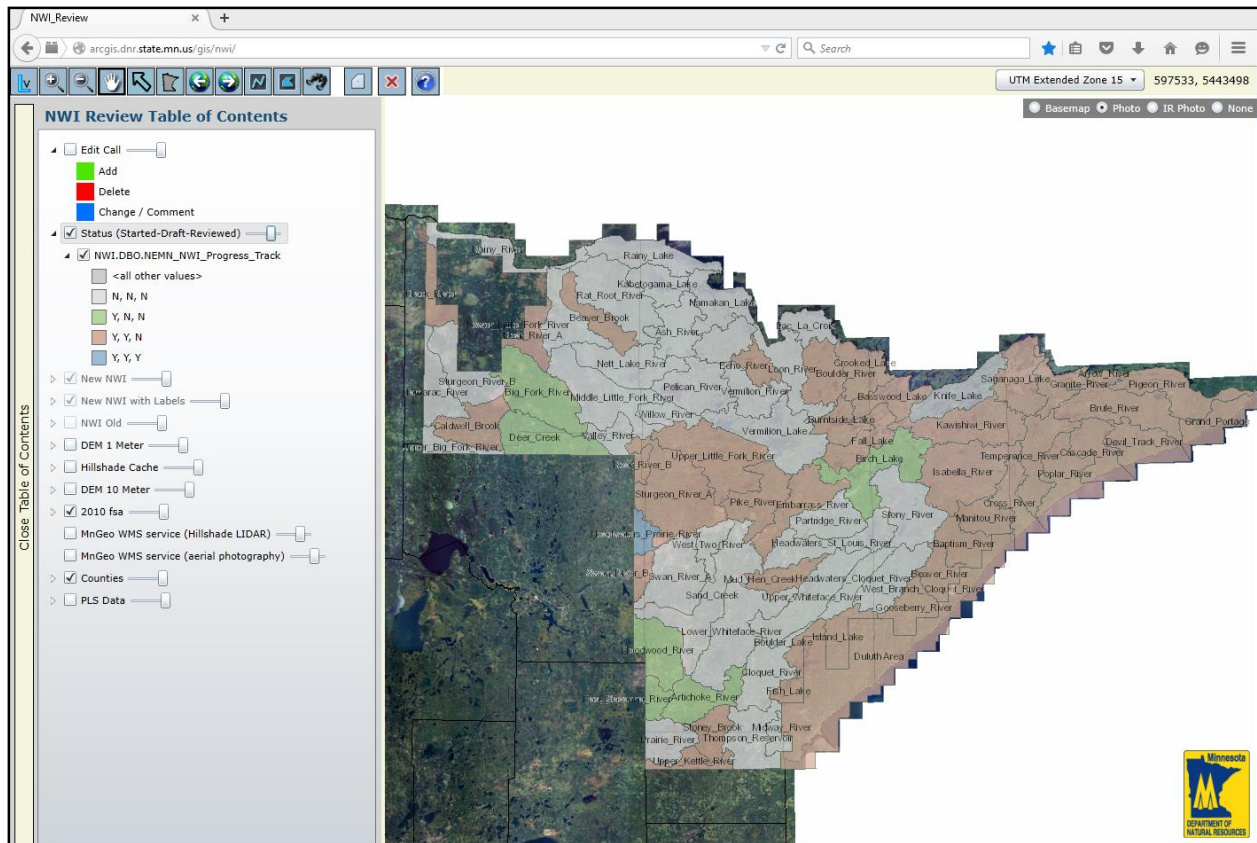 NWI_Review
arcgis.dnr.state.mn.us/gis/nwi/
Search
UTM Extended Zone 15
597533, 5443498
Basemap Photo IR Photo None
Close Table of Contents
NWI Review Table of Contents
Edit Call
Add
Delete
Change / Comment
Status (Started-Draft-Reviewed)
NWI.DBO.NEMN_NWI_Progress_Track
<all other values>
N, N, N
Y, N, N
Y, Y, N
Y, Y, Y
New NWI
New NWI with Labels
NWI Old
DEM 1 Meter
Hillshade Cache
DEM 10 Meter
2010 fsa
MnGeo WMS service (Hillshade LIDAR)
MnGeo WMS service (aerial photography)
Counties
PLS Data
Rainy_Lake
Kabetogama_Lake
Rat_Root_River
Namakan_Lake
Beaver_Brook
Ash_River
Lac_La_Croix
Nett_Lake_River
Echo_River
Loon_River
Crooked_Lake
Boulder_River
Saganaga_Lake
Arrow_River
Granite_River
Pigeon_River
Sturgeon_River_B
Big_Fork_River
Pelican_River
Vermilion_River
Basswood_Lake
Knife_Lake
Middle_Little_Fork_River
Brule_River
Willow_River
Burntside_Lake
Kawishiwi_River
Grand_Portage
Caldwell_Brook
Deer_Creek
Valley_River
Vermilion_Lake
Fall_Lake
Devil_Track_River
Upper_Little_Fork_River
Birch_Lake
Temperance_River
Cascade_River
Isabella_River
Poplar_River
Sturgeon_River_A
Pike_River
Embarrass_River
Cross_River
Stony_River
Manitou_River
Partridge_River
West_Two_River
Headwaters_St_Louis_River
Baptism_River
Swan_River_A
Mud_Hen_Creek
Headwaters_Cloquet_River
Beaver_River
Sand_Creek
Upper_Whiteface_River
West_Branch_Cloquet_River
Gooseberry_River
Lower_Whiteface_River
Boulder_Lake
Island_Lake
Duluth Area
Cloquet_River
Artichoke_River
Fish_Lake
Stoney_Brook
Midway_River
Prairie_River
Thompson_Reservoir
Upper_Kettle_River
Minnesota
DEPARTMENT OF
NATURAL RESOURCES